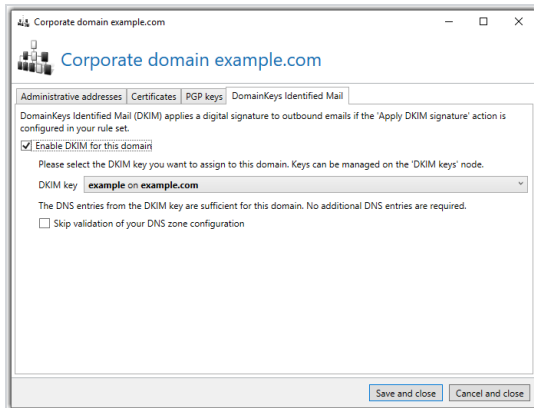 Corporate domain example.com
Corporate domain example.com
Administrative addresses Certificates PGP keys DomainKeys Identified Mail
DomainKeys Identified Mail (DKIM) applies a digital signature to outbound emails if the 'Apply DKIM signature' action is
configured in your rule set.
Enable DKIM for this domain
Please select the DKIM key you want to assign to this domain. Keys can be managed on the 'DKIM keys' node.
DKIM key example on example.com
The DNS entries from the DKIM key are sufficient for this domain. No additional DNS entries are required.
Skip validation of your DNS zone configuration
Save and close Cancel and close